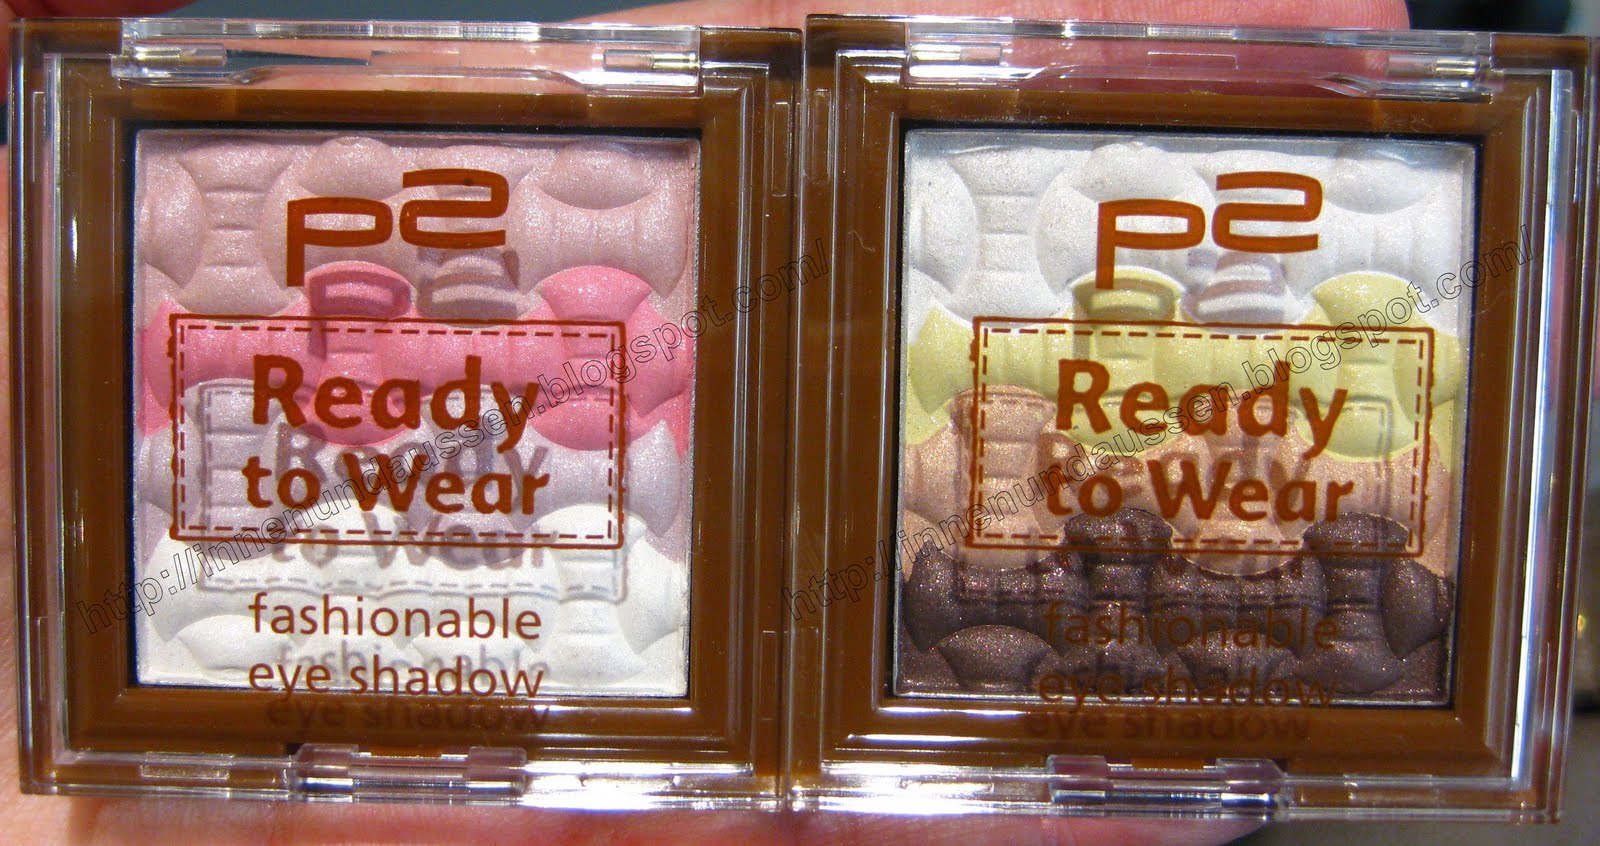 p2
Ready
to Wear
fashionable
eye shadow
http://innenundaussen.blogspot.com/
p2
Ready
to Wear
fashionable
eye shadow
http://innenundaussen.blogspot.com/